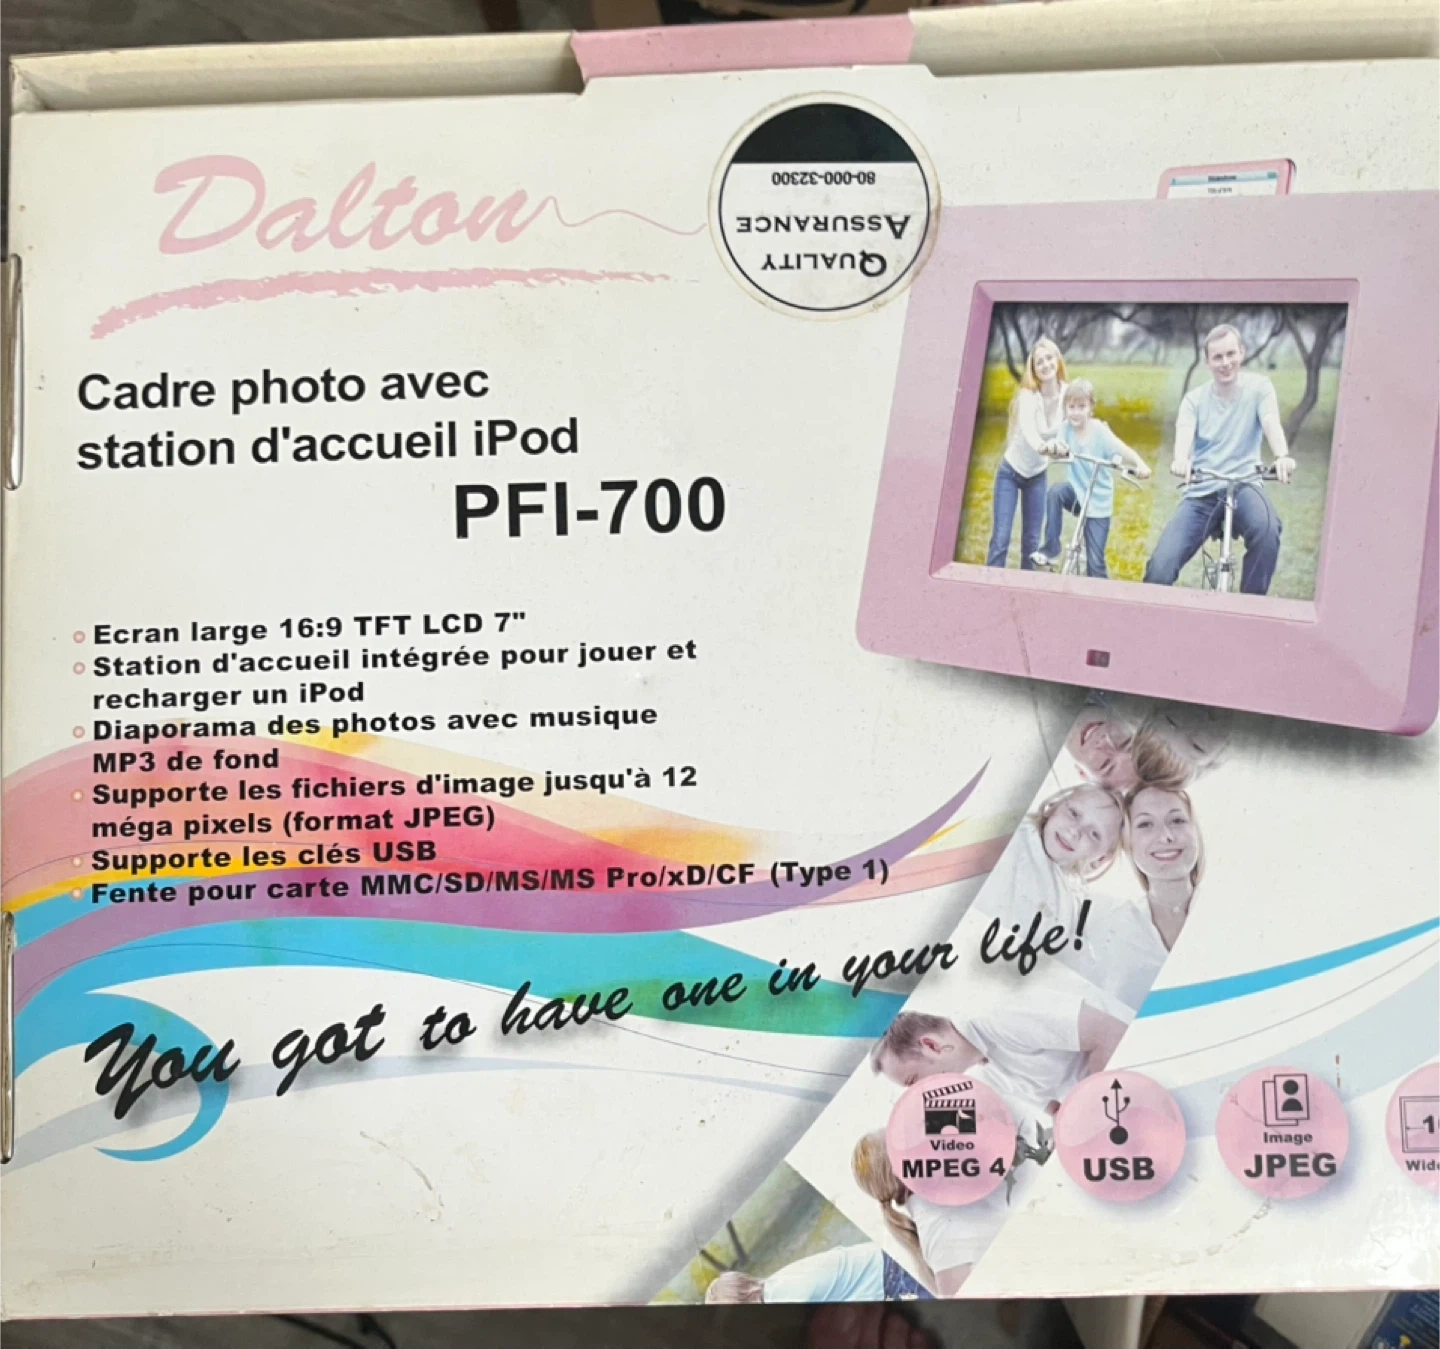 Dalton
80-000-32300
QUALITY
ASSURANCE
Cadre photo avec
station d'accueil iPod
PFI-700
Ecran large 16:9 TFT LCD 7"
Station d'accueil intégrée pour jouer et
recharger un iPod
Diaporama des photos avec musique
MP3 de fond
Supporte les fichiers d'image jusqu'à 12
méga pixels (format JPEG)
Supporte les clés USB
Fente pour carte MMC/SD/MS/MS Pro/xD/CF (Type 1)
You got to have one in your life!
Video
MPEG 4
USB
Image
JPEG